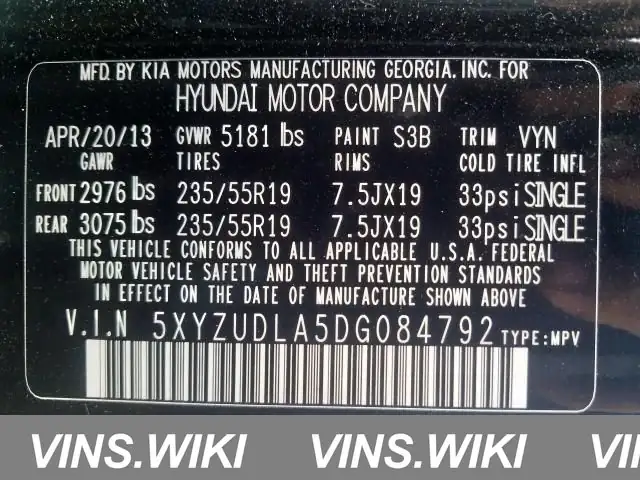 MFD. BY KIA MOTORS MANUFACTURING GEORGIA, INC. FOR
HYUNDAI MOTOR COMPANY
APR/20/13 GVWR 5181 lbs PAINT S3B TRIM VYN
GAWR TIRES RIMS COLD TIRE INFL
FRONT 2976 lbs 235/55R19 7.5JX19 33psi SINGLE
REAR 3075 lbs 235/55R19 7.5JX19 33psi SINGLE
THIS VEHICLE CONFORMS TO ALL APPLICABLE U.S.A. FEDERAL
MOTOR VEHICLE SAFETY AND THEFT PREVENTION STANDARDS
IN EFFECT ON THE DATE OF MANUFACTURE SHOWN ABOVE
V.I.N 5XYZUDLA5DG084792 TYPE:MPV
VINS.WIKI VINS.WIKI VINS